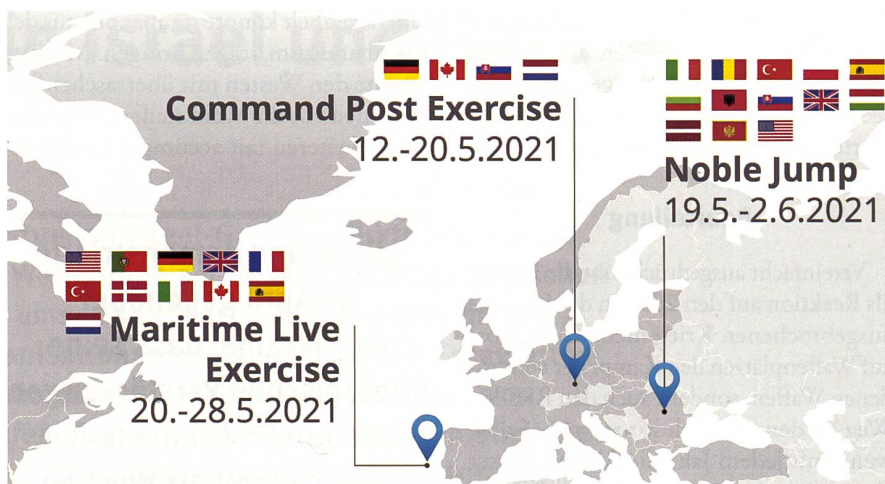 Command Post Exercise
12.-20.5.2021
Noble Jump
19.5.-2.6.2021
Maritime Live
Exercise
20.-28.5.2021